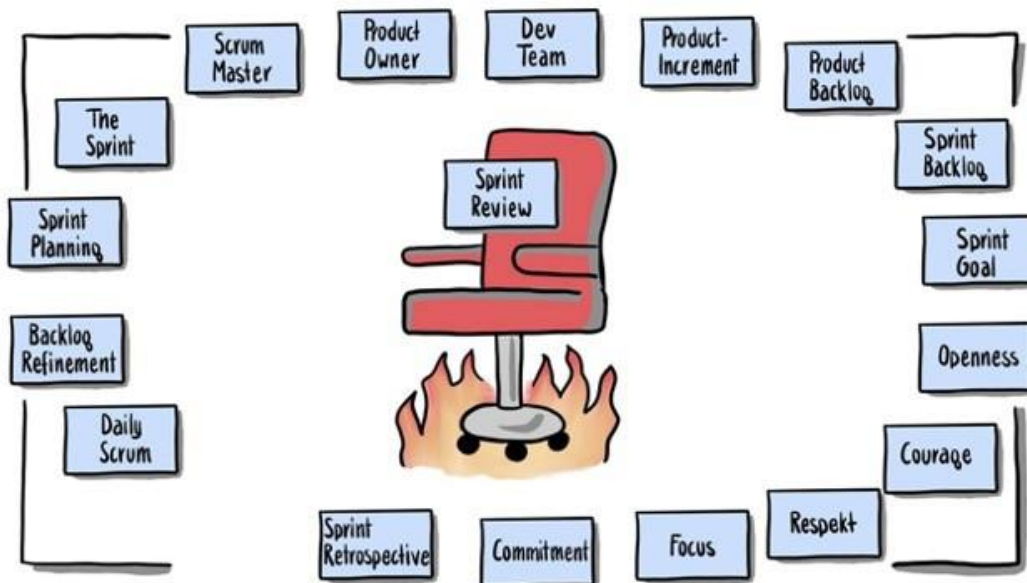 Scrum
Master
Product
Owner
Dev
Team
Product-
Increment
Product
Backlog
The
Sprint
Sprint
Backlog
Sprint
Review
Sprint
Planning
Sprint
Goal
Backlog
Refinement
Openness
Daily
Scrum
Courage
Sprint
Retrospective
Commitment
Focus
Respekt